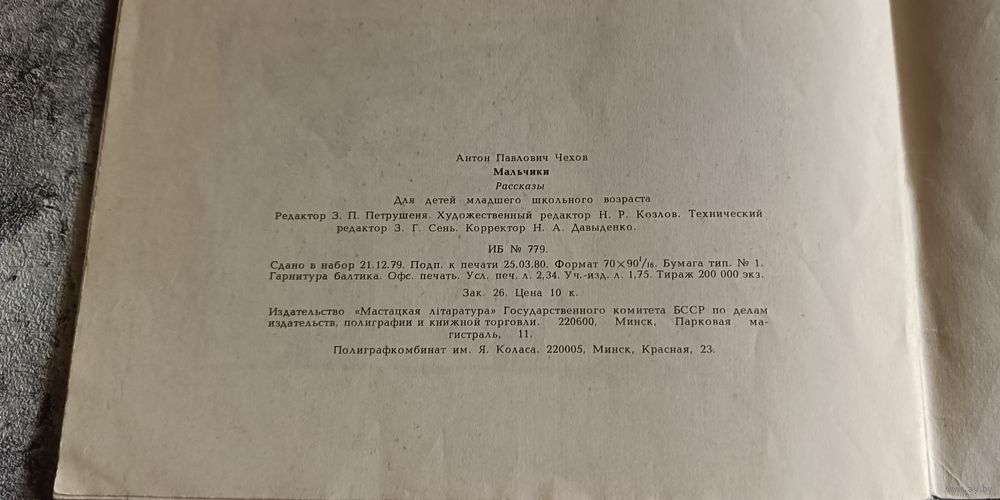 Антон Павлович Чехов
Мальчики
Рассказы
Для детей младшего школьного возраста
Редактор З. П. Петрушеня. Художественный редактор Н. Р. Козлов. Технический
редактор З. Г. Сень. Корректор Н. А. Давыденко.
ИБ № 779.
Сдано в набор 21.12.79. Подп. к печати 25.03.80. Формат 70×90¹/₁₆. Бумага тип. № 1.
Гарнитура балтика. Офс. печать. Усл. печ. л. 2,34. Уч.-изд. л. 1,75. Тираж 200 000 экз.
Зак. 26. Цена 10 к.
Издательство «Мастацкая літаратура» Государственного комитета БССР по делам
издательств, полиграфии и книжной торговли. 220600, Минск, Парковая ма-
гистраль, 11.
Полиграфкомбинат им. Я. Коласа. 220005, Минск, Красная, 23.
www.ay.by